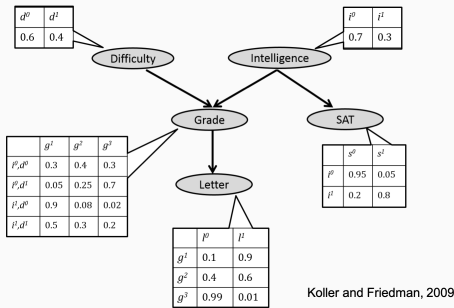 d⁰ d¹
0.6 0.4
i⁰ i¹
0.7 0.3
Difficulty
Intelligence
Grade
SAT
g¹ g² g³
i⁰,d⁰ 0.3 0.4 0.3
i⁰,d¹ 0.05 0.25 0.7
i¹,d⁰ 0.9 0.08 0.02
i¹,d¹ 0.5 0.3 0.2
s⁰ s¹
i⁰ 0.95 0.05
i¹ 0.2 0.8
Letter
l⁰ l¹
g¹ 0.1 0.9
g² 0.4 0.6
g³ 0.99 0.01
Koller and Friedman, 2009